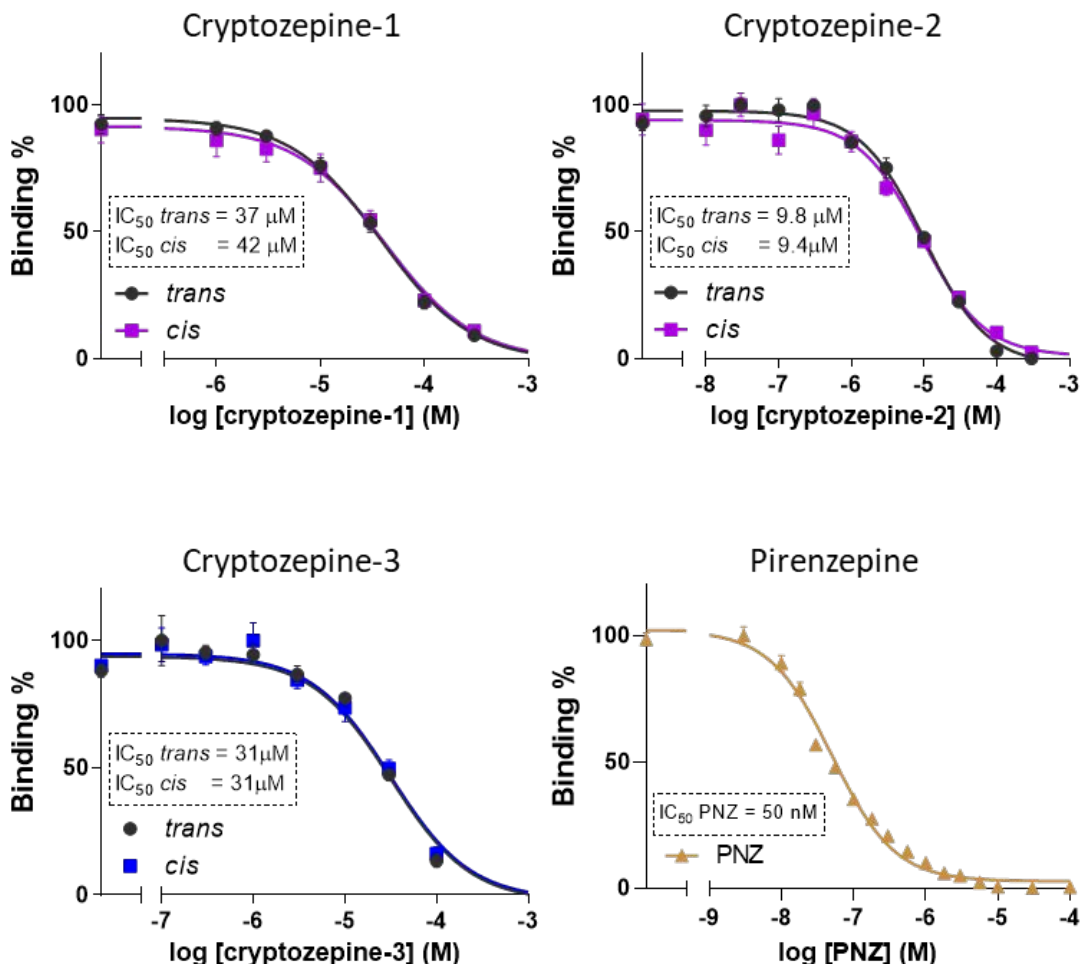 Cryptozepine-1
Binding %
100
50
0
IC50 trans = 37 μM
IC50 cis = 42 μM
trans
cis
-6 -5 -4 -3
log [cryptozepine-1] (M)
Cryptozepine-2
Binding %
100
50
0
IC50 trans = 9.8 μM
IC50 cis = 9.4μM
trans
cis
-8 -7 -6 -5 -4 -3
log [cryptozepine-2] (M)
Cryptozepine-3
Binding %
100
50
0
IC50 trans = 31μM
IC50 cis = 31μM
trans
cis
-7 -6 -5 -4 -3
log [cryptozepine-3] (M)
Pirenzepine
Binding %
100
50
0
IC50 PNZ = 50 nM
PNZ
-9 -8 -7 -6 -5 -4
log [PNZ] (M)